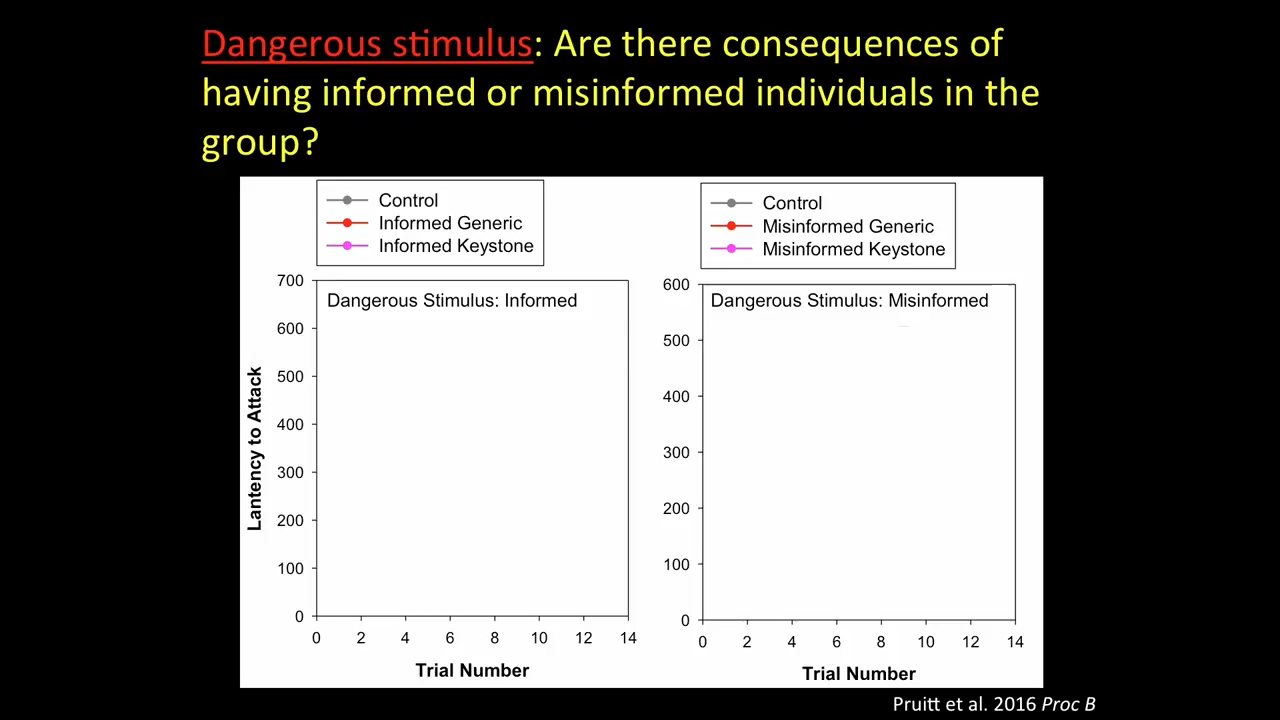 Dangerous stimulus: Are there consequences of
having informed or misinformed individuals in the
group?
Control
Informed Generic
Informed Keystone
700
600
500
400
300
200
100
0
Lantency to Attack
Dangerous Stimulus: Informed
0 2 4 6 8 10 12 14
Trial Number
Control
Misinformed Generic
Misinformed Keystone
600
500
400
300
200
100
0
Dangerous Stimulus: Misinformed
0 2 4 6 8 10 12 14
Trial Number
Pruitt et al. 2016 Proc B